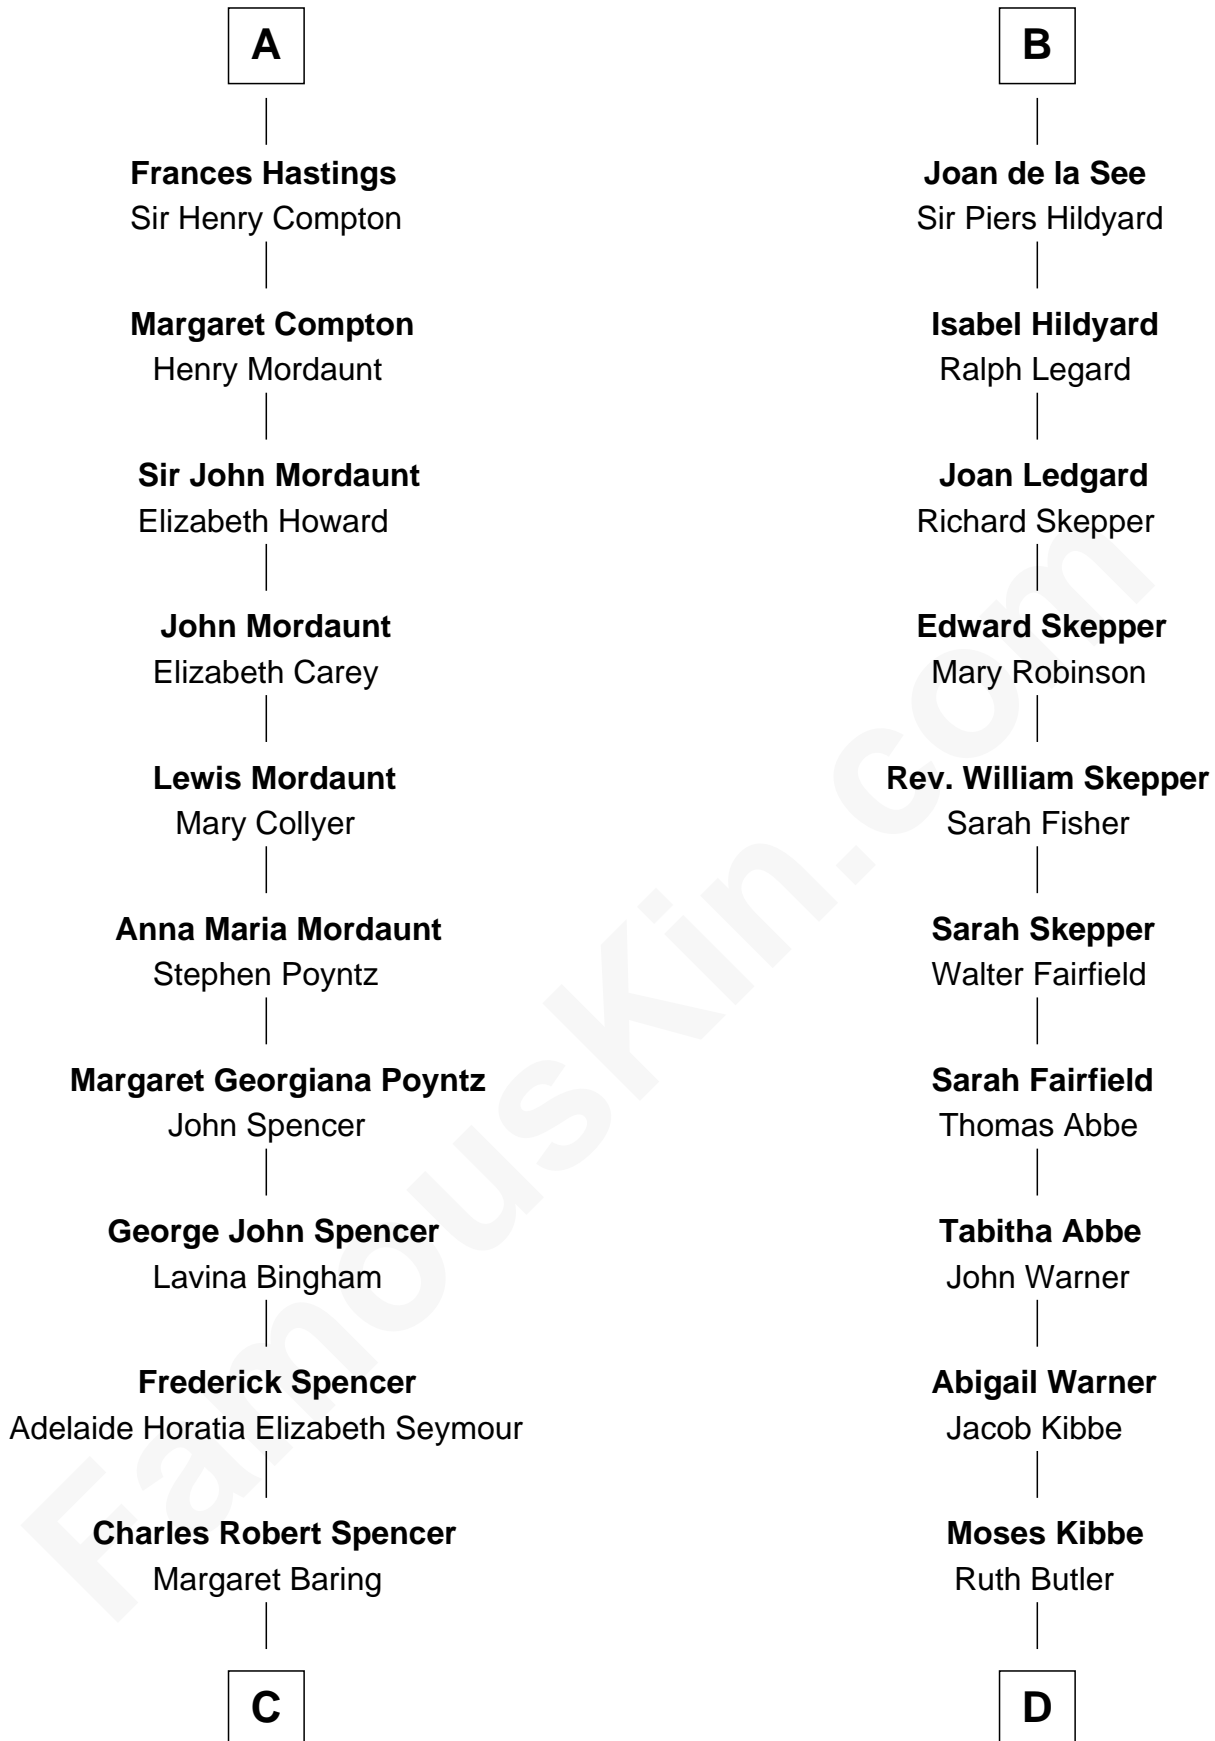 A
Frances Hastings
Sir Henry Compton
Margaret Compton
Henry Mordaunt
Sir John Mordaunt
Elizabeth Howard
John Mordaunt
Elizabeth Carey
Lewis Mordaunt
Mary Collyer
Anna Maria Mordaunt
Stephen Poyntz
Margaret Georgiana Poyntz
John Spencer
George John Spencer
Lavina Bingham
Frederick Spencer
Adelaide Horatia Elizabeth Seymour
Charles Robert Spencer
Margaret Baring
C
B
Joan de la See
Sir Piers Hildyard
Isabel Hildyard
Ralph Legard
Joan Ledgard
Richard Skepper
Edward Skepper
Mary Robinson
Rev. William Skepper
Sarah Fisher
Sarah Skepper
Walter Fairfield
Sarah Fairfield
Thomas Abbe
Tabitha Abbe
John Warner
Abigail Warner
Jacob Kibbe
Moses Kibbe
Ruth Butler
D
FamousKin.com